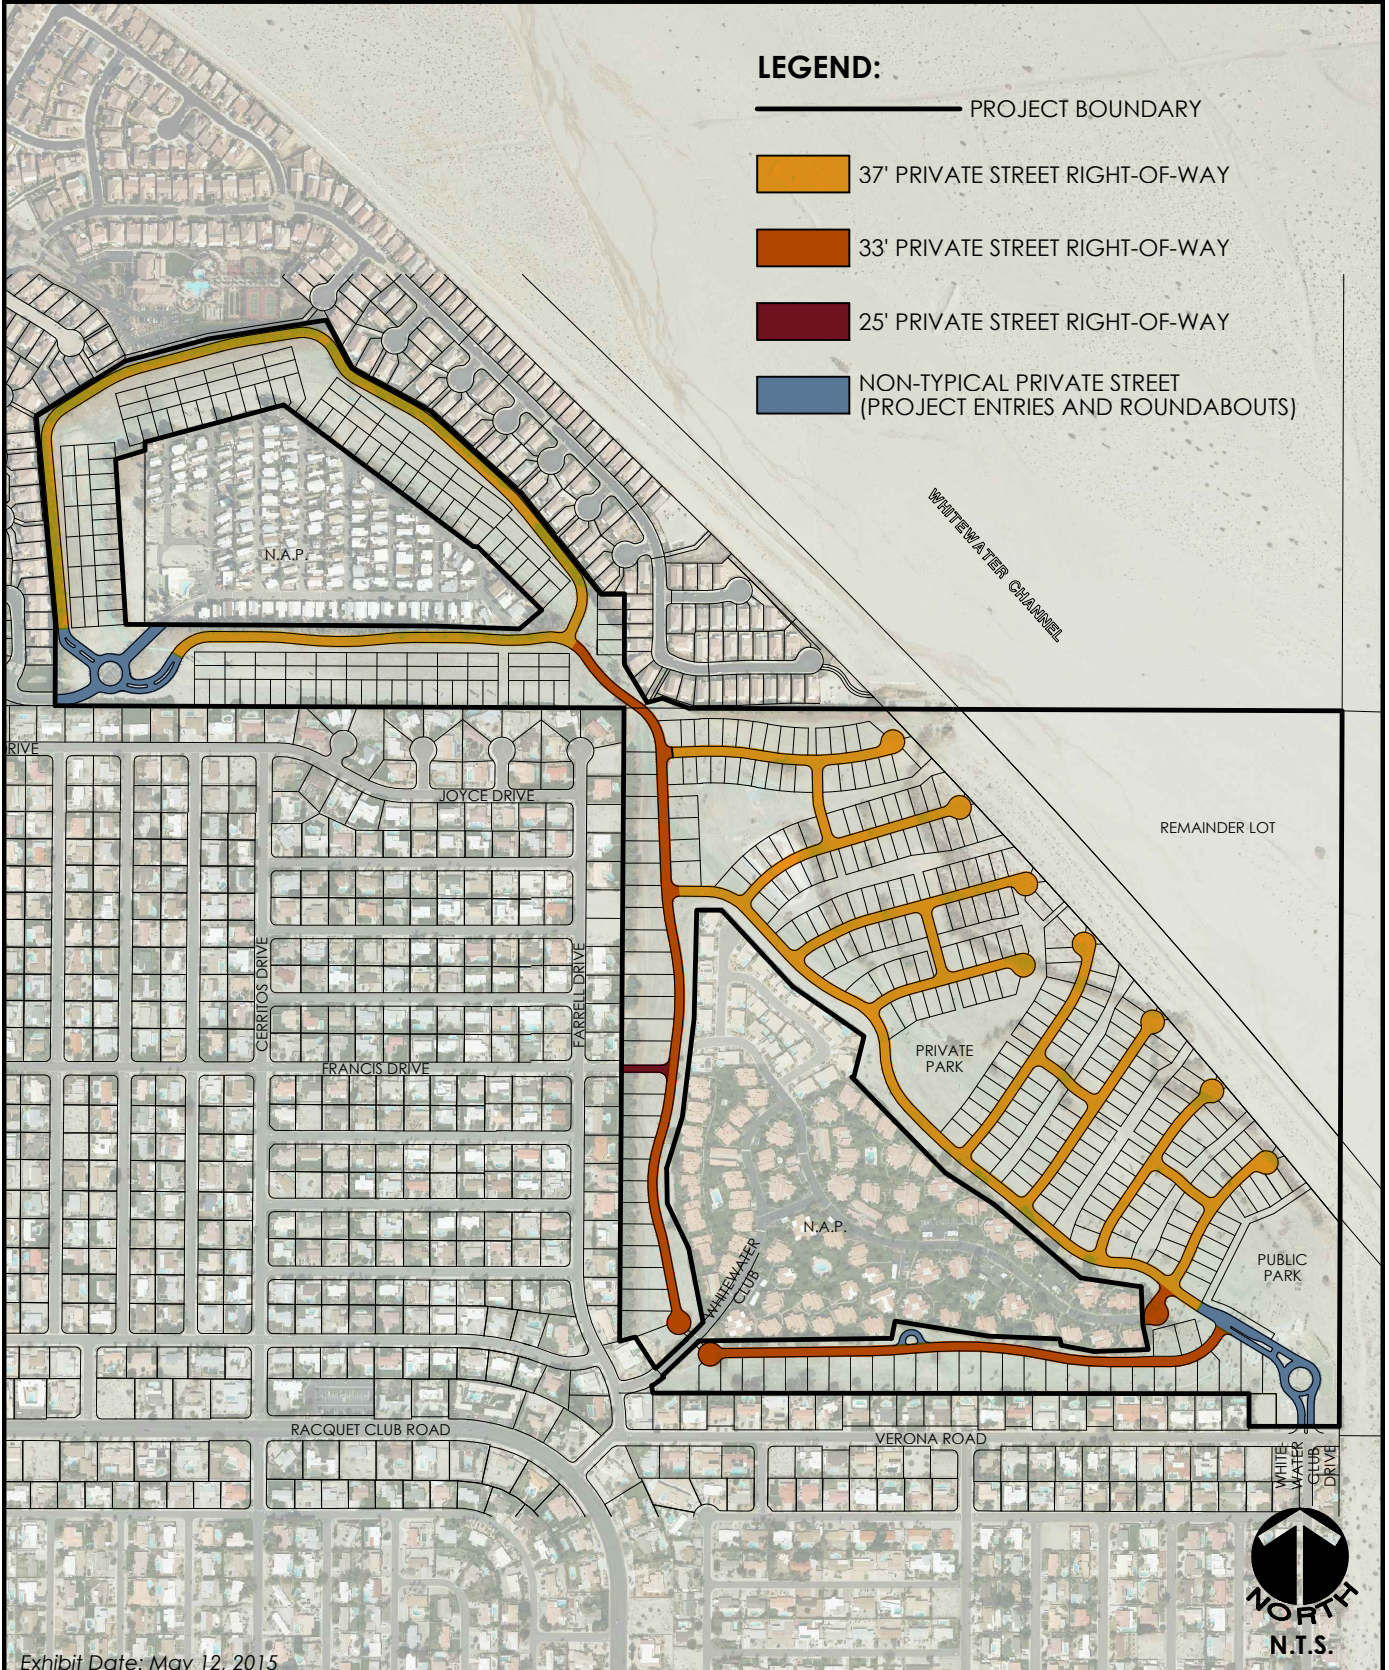 LEGEND:
PROJECT BOUNDARY
37' PRIVATE STREET RIGHT-OF-WAY
33' PRIVATE STREET RIGHT-OF-WAY
25' PRIVATE STREET RIGHT-OF-WAY
NON-TYPICAL PRIVATE STREET
(PROJECT ENTRIES AND ROUNDABOUTS)
WHITEWATER CHANNEL
N.A.P.
RIVE
JOYCE DRIVE
REMAINDER LOT
CERRITOS DRIVE
FARRELL DRIVE
FRANCIS DRIVE
PRIVATE
PARK
N.A.P.
WHITEWATER
CLUB
PUBLIC
PARK
RACQUET CLUB ROAD
VERONA ROAD
WHITE-
WATER
CLUB
DRIVE
NORTH
N.T.S.
Exhibit Date: May 12, 2015